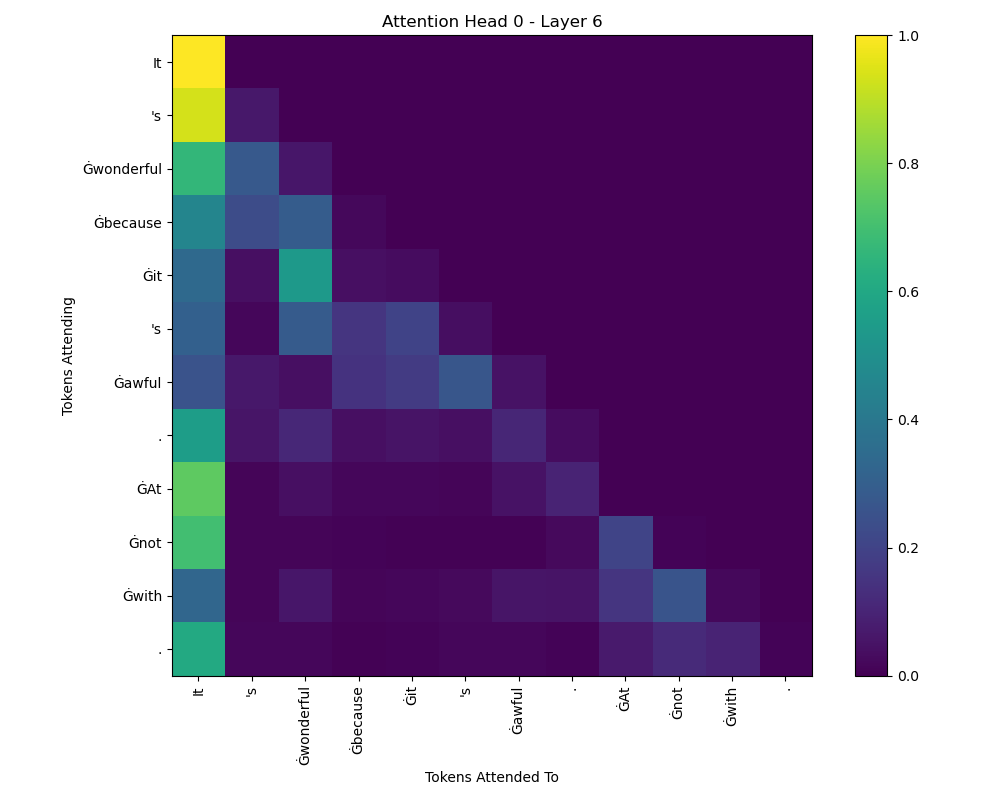 Attention Head 0 - Layer 6
Tokens Attending
It
's
Ġwonderful
Ġbecause
Ġit
's
Ġawful
.
ĠAt
Ġnot
Ġwith
.
It
's
Ġwonderful
Ġbecause
Ġit
's
Ġawful
.
ĠAt
Ġnot
Ġwith
.
Tokens Attended To
1.0
0.8
0.6
0.4
0.2
0.0